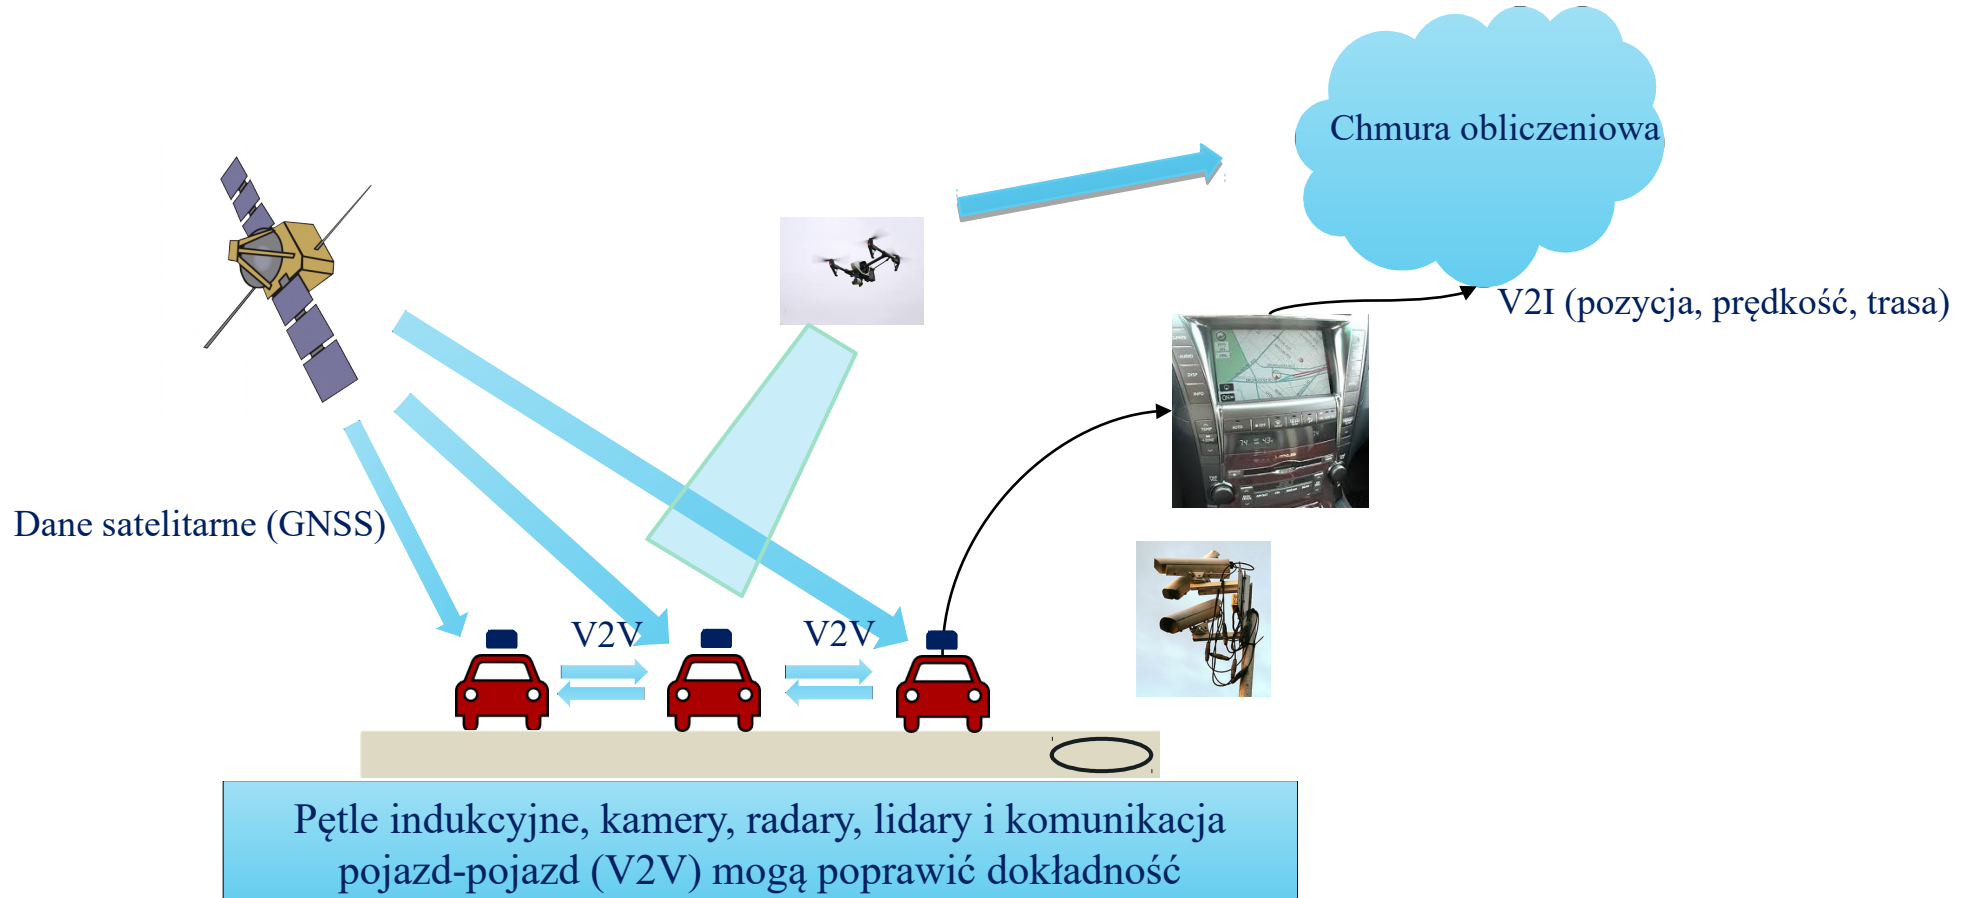 Chmura obliczeniowa
V2I (pozycja, prędkość, trasa)
Dane satelitarne (GNSS)
V2V
V2V
Pętle indukcyjne, kamery, radary, lidary i komunikacja
pojazd-pojazd (V2V) mogą poprawić dokładność